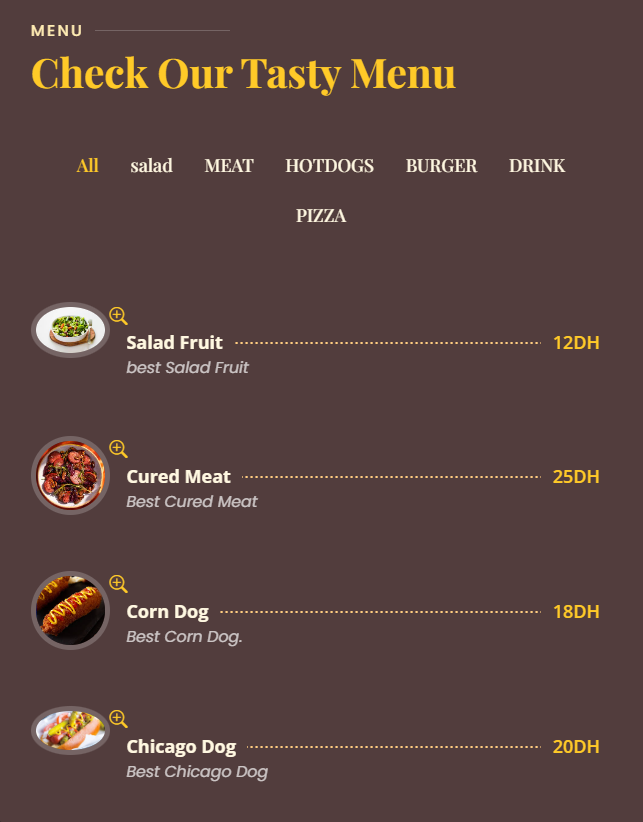 MENU
Check Our Tasty Menu
All salad MEAT HOTDOGS BURGER DRINK
PIZZA
Salad Fruit 12DH
best Salad Fruit
Cured Meat 25DH
Best Cured Meat
Corn Dog 18DH
Best Corn Dog.
Chicago Dog 20DH
Best Chicago Dog